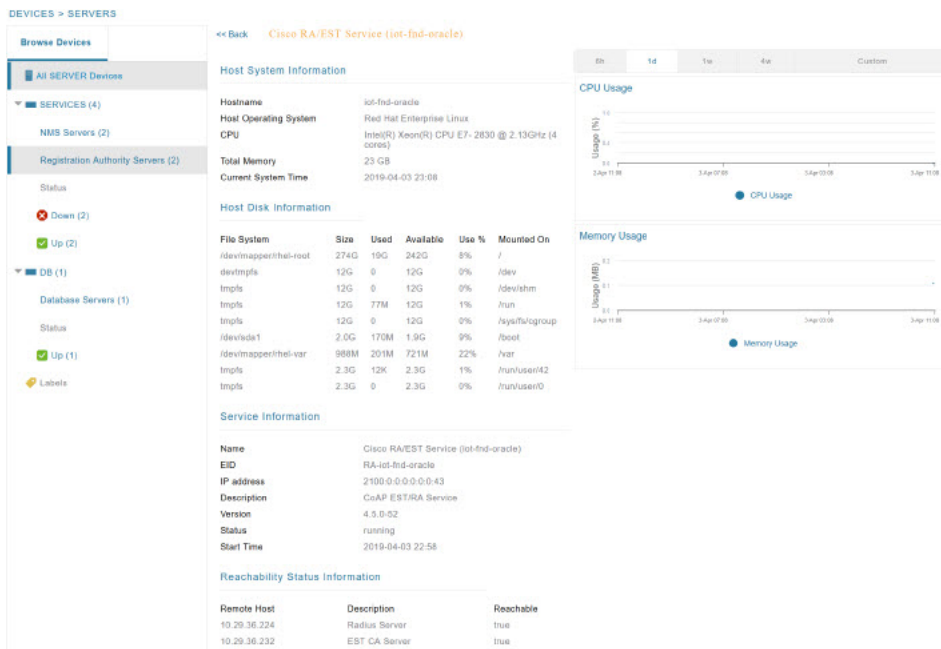 DEVICES > SERVERS
Browse Devices
All SERVER Devices
SERVICES (4)
NMS Servers (2)
Registration Authority Servers (2)
Status
Down (2)
Up (2)
DB (1)
Database Servers (1)
Status
Up (1)
Labels
<< Back Cisco RA/EST Service (iot-fnd-oracle)
Host System Information
Hostname iot-fnd-oracle
Host Operating System Red Hat Enterprise Linux
CPU Intel(R) Xeon(R) CPU E7- 2830 @ 2.13GHz (4
cores)
Total Memory 23 GB
Current System Time 2019-04-03 23:08
Host Disk Information
File System Size Used Available Use % Mounted On
/dev/mapper/rhel-root 274G 19G 242G 8% /
devtmpfs 12G 0 12G 0% /dev
tmpfs 12G 0 12G 0% /dev/shm
tmpfs 12G 77M 12G 1% /run
tmpfs 12G 0 12G 0% /sys/fs/cgroup
/dev/sda1 2.0G 170M 1.9G 9% /boot
/dev/mapper/rhel-var 988M 201M 721M 22% /var
tmpfs 2.3G 12K 2.3G 1% /run/user/42
tmpfs 2.3G 0 2.3G 0% /run/user/0
Service Information
Name Cisco RA/EST Service (iot-fnd-oracle)
EID RA-iot-fnd-oracle
IP address 2100:0:0:0:0:0:0:43
Description CoAP EST/RA Service
Version 4.5.0-52
Status running
Start Time 2019-04-03 22:58
Reachability Status Information
Remote Host Description Reachable
10.29.36.224 Radius Server true
10.29.36.232 EST CA Server true
6h 1d 1w 4w Custom
CPU Usage
Usage (%)
CPU Usage
Memory Usage
Usage (MB)
0.2
0.1
Memory Usage